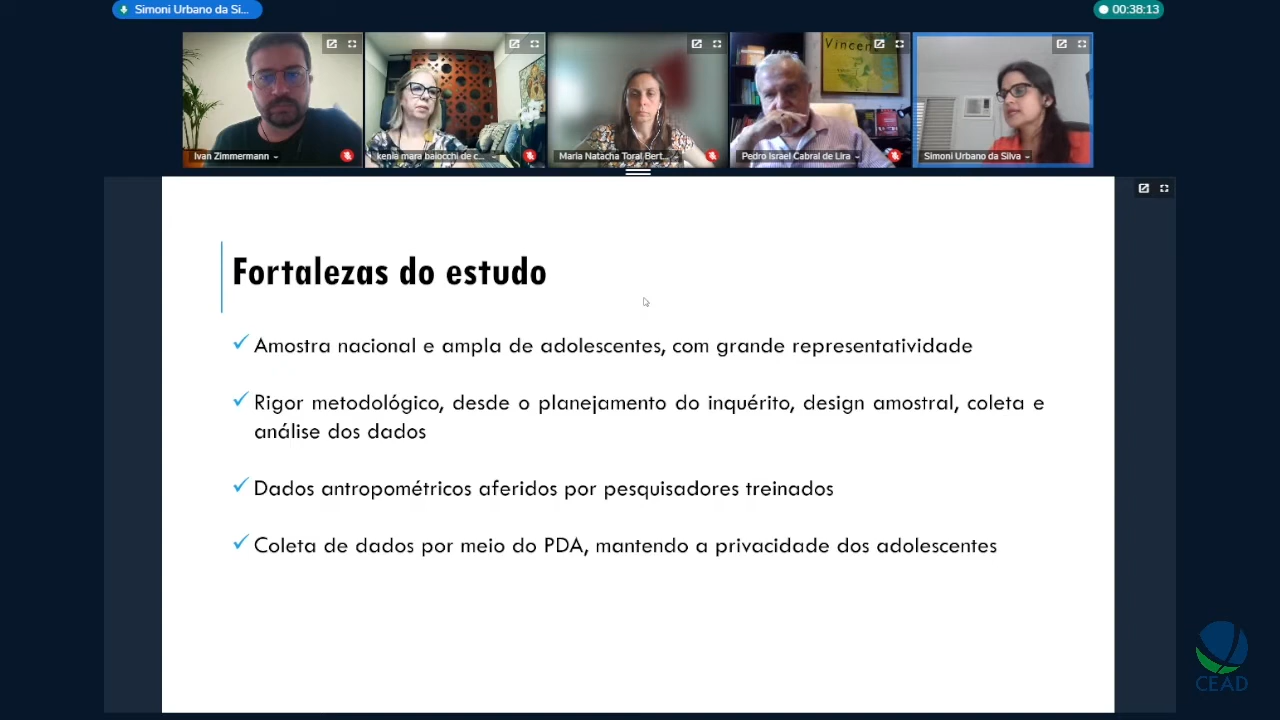 Simoni Urbano da Si...
00:38:13
Vincen
Ivan Zimmermann
kenia mara baiocchi de c...
Maria Natacha Toral Bert...
Pedro Israel Cabral de Lira
Simoni Urbano da Silva
Fortalezas do estudo
Amostra nacional e ampla de adolescentes, com grande representatividade
Rigor metodológico, desde o planejamento do inquérito, design amostral, coleta e
análise dos dados
Dados antropométricos aferidos por pesquisadores treinados
Coleta de dados por meio do PDA, mantendo a privacidade dos adolescentes
CEAD